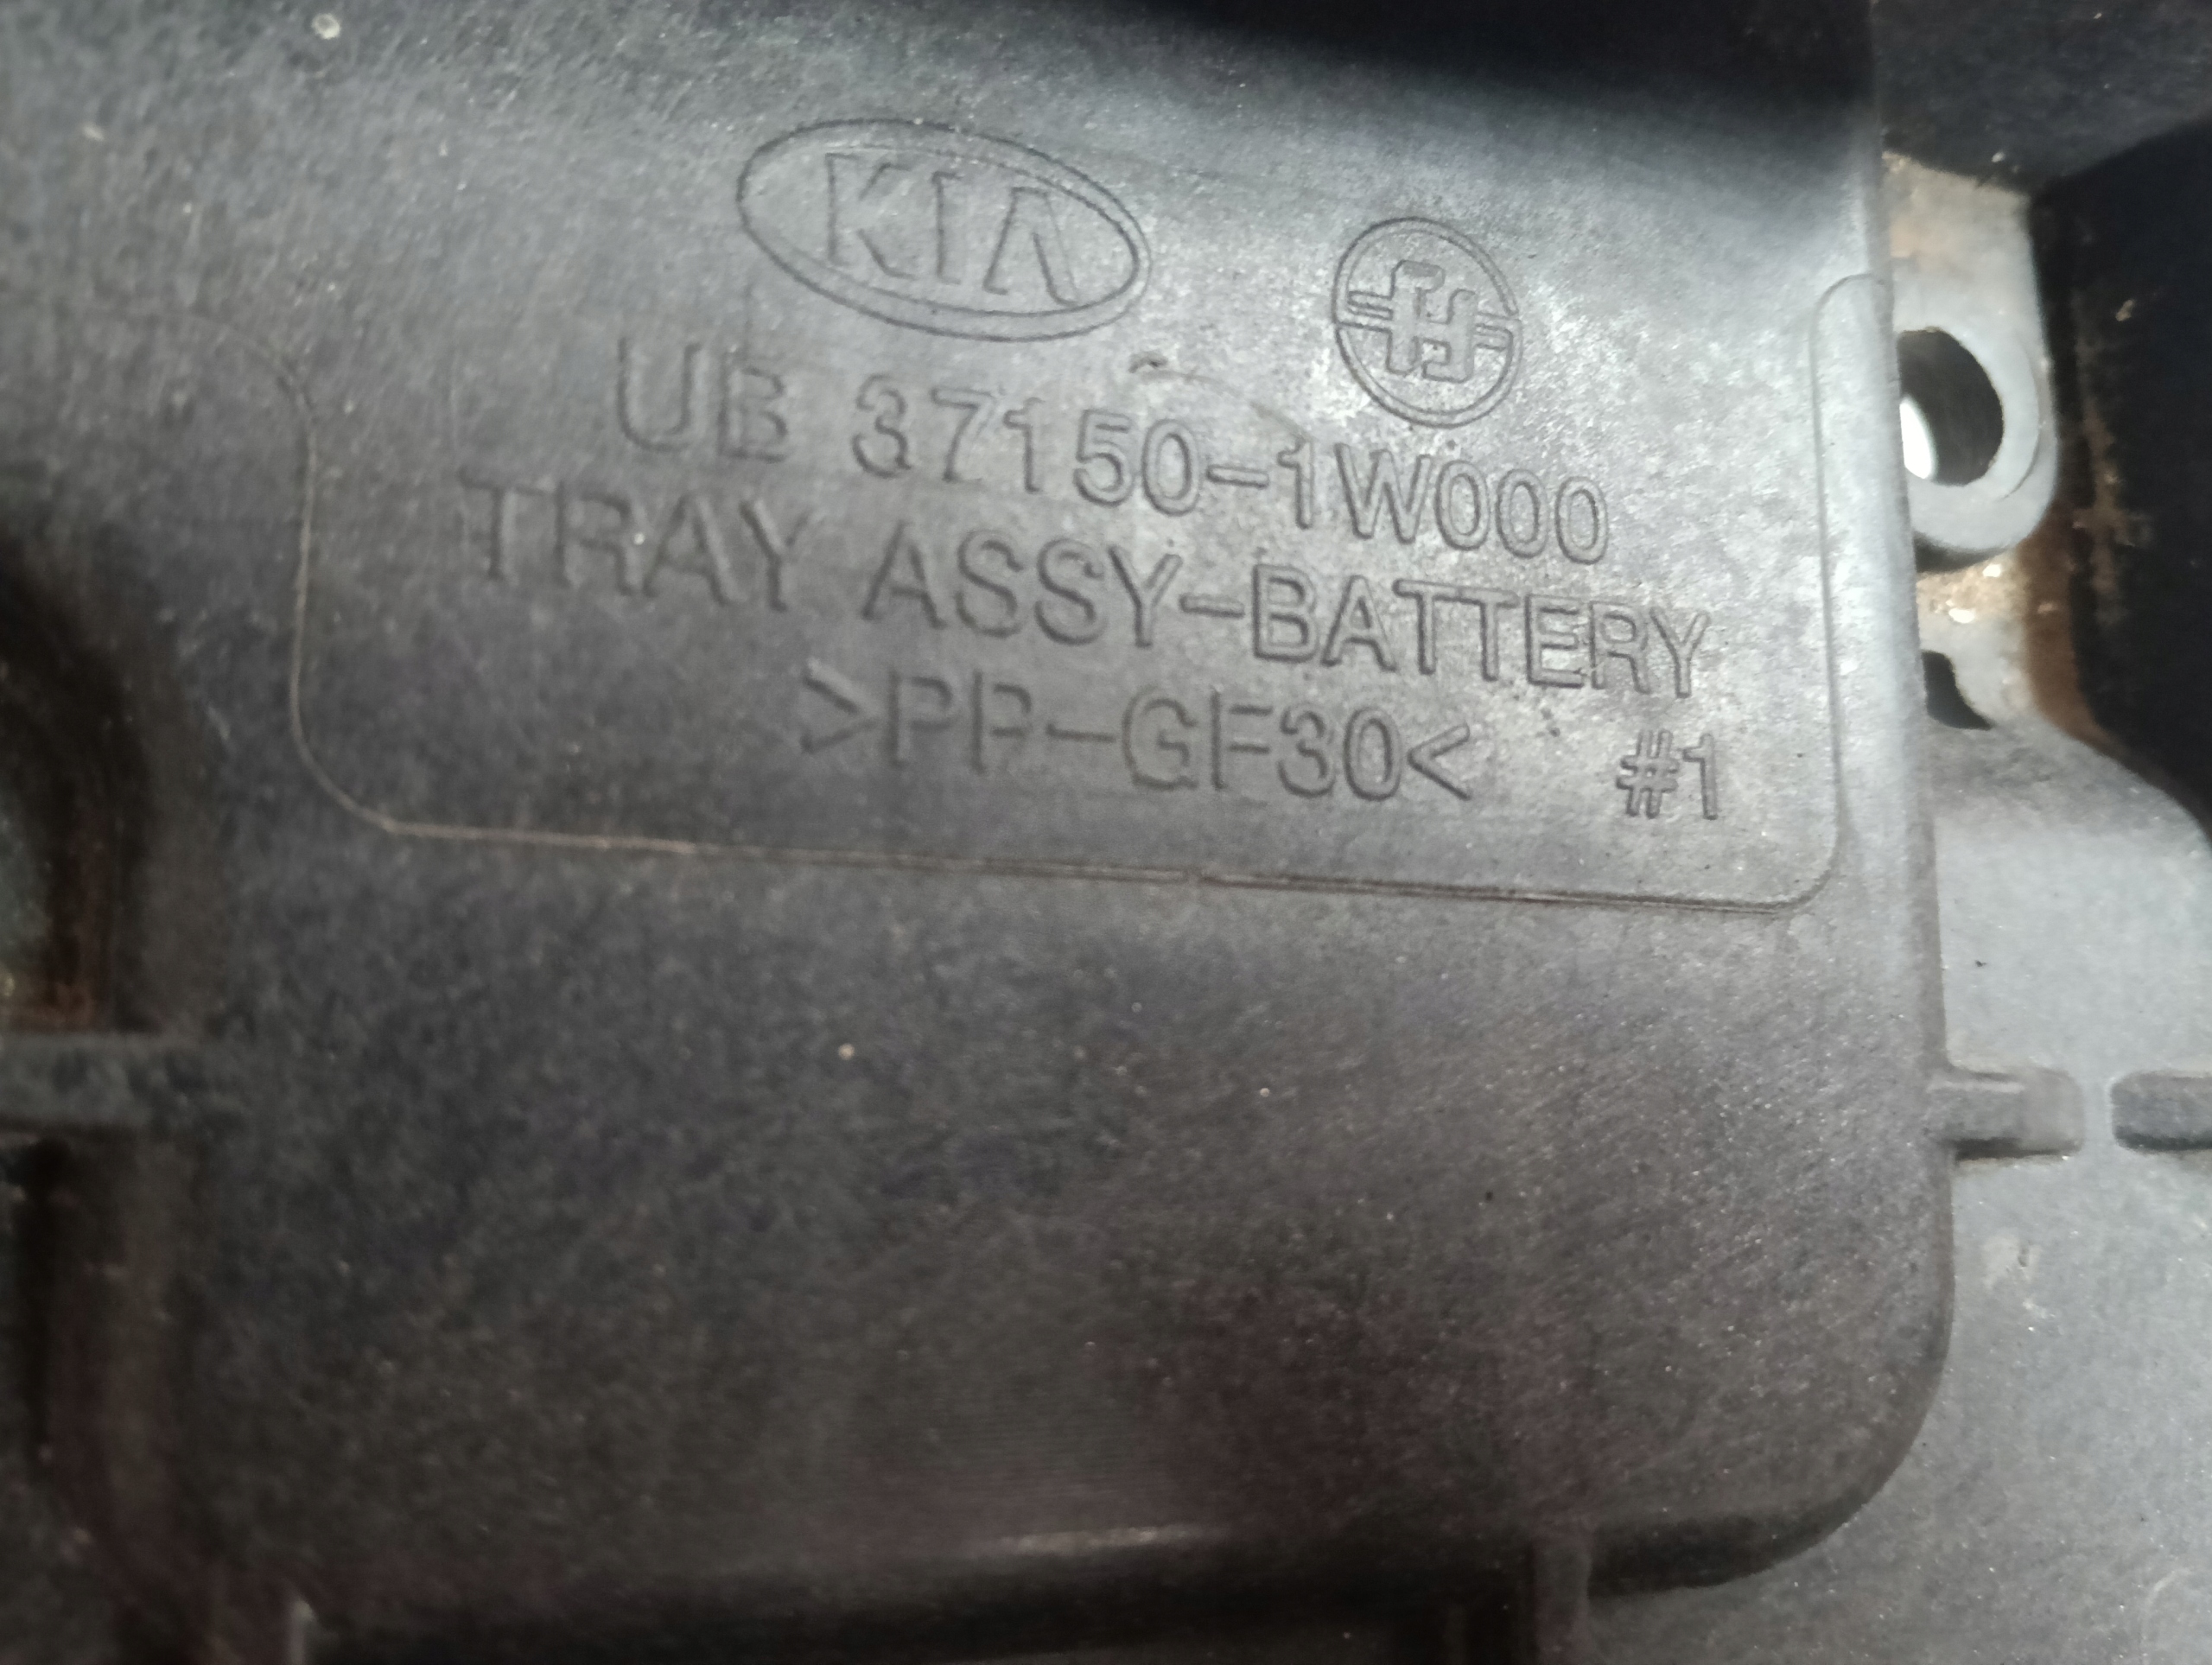 KIA
UB 37150-1W000
TRAY ASSY-BATTERY
>PP-GF30< #1